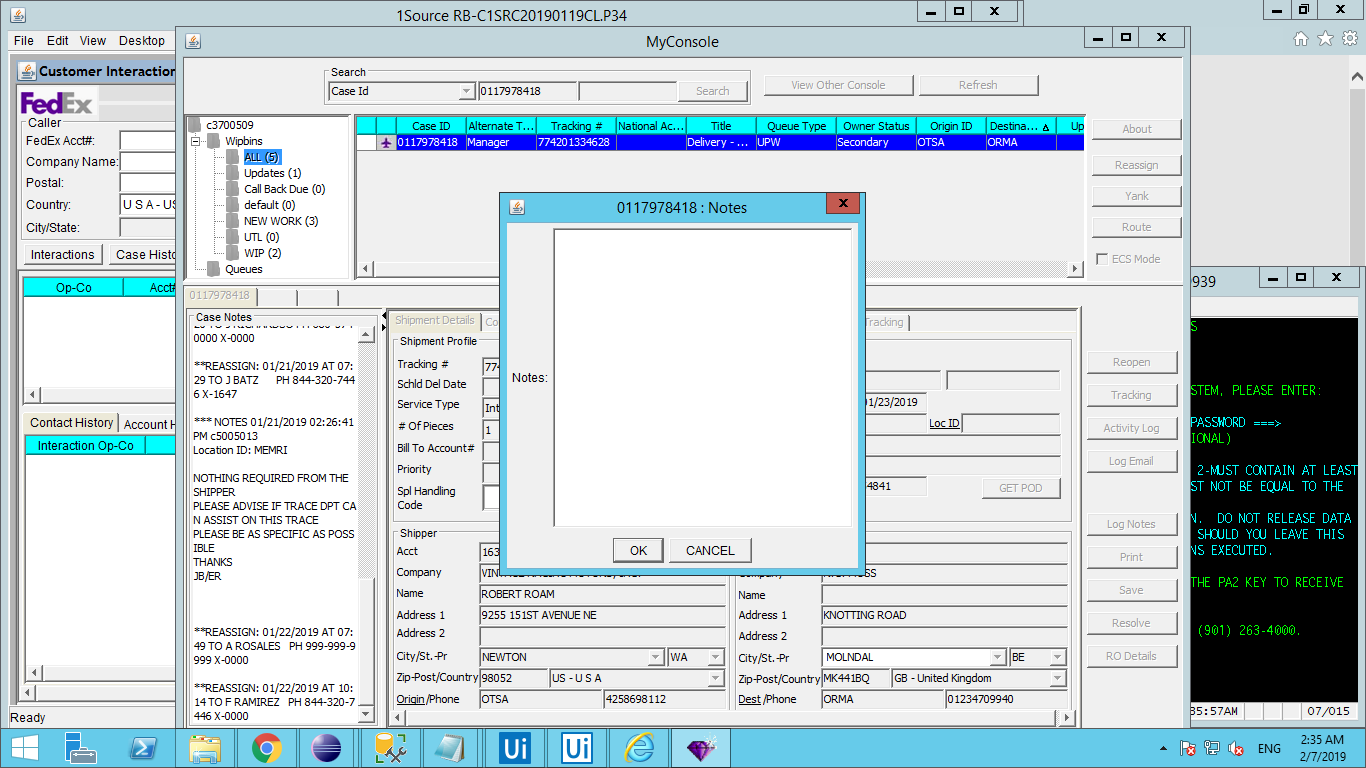 1Source RB-C1SRC20190119CL.P34
File Edit View Desktop
MyConsole
Customer Interaction
FedEx
Caller
FedEx Acct#:
Company Name:
Postal:
Country:
U S A - US
City/State:
Interactions
Case Histo
Op-Co
Acct#
Contact History
Account H
Interaction Op-Co
Ready
Search
Case Id
0117978418
Search
View Other Console
Refresh
c3700509
Wipbins
ALL (5)
Updates (1)
Call Back Due (0)
default (0)
NEW WORK (3)
UTL (0)
WIP (2)
Queues
Case ID Alternate T... Tracking # National Ac... Title Queue Type Owner Status Origin ID Destina... Up
0117978418 Manager 774201334628 Delivery - ... UPW Secondary OTSA ORMA
About
Reassign
Yank
Route
ECS Mode
0117978418 : Notes
Notes:
OK
CANCEL
0117978418
Case Notes
0000 X-0000
**REASSIGN: 01/21/2019 AT 07:
29 TO J BATZ PH 844-320-744
6 X-1647
*** NOTES 01/21/2019 02:26:41
PM c5005013
Location ID: MEMRI
NOTHING REQUIRED FROM THE
SHIPPER
PLEASE ADVISE IF TRACE DPT CA
N ASSIST ON THIS TRACE
PLEASE BE AS SPECIFIC AS POSS
IBLE
THANKS
JB/ER
**REASSIGN: 01/22/2019 AT 07:
49 TO A ROSALES PH 999-999-9
999 X-0000
**REASSIGN: 01/22/2019 AT 10:
14 TO F RAMIREZ PH 844-320-7
446 X-0000
Shipment Details
Co
Tracking
Shipment Profile
Tracking #
774
Schld Del Date
Service Type
Int
01/23/2019
# Of Pieces
1
Loc ID
Bill To Account#
Priority
Spl Handling
Code
4841
GET POD
Shipper
Acct
163
Company
Name
ROBERT ROAM
Address 1
9255 151ST AVENUE NE
Address 2
City/St.-Pr
NEWTON
WA
Zip-Post/Country
98052
US - U S A
Origin /Phone
OTSA
4258698112
Name
Address 1
KNOTTING ROAD
Address 2
City/St.-Pr
MOLNDAL
BE
Zip-Post/Country
MK441BQ
GB - United Kingdom
Dest /Phone
ORMA
01234709940
Reopen
Tracking
Activity Log
Log Email
Log Notes
Print
Save
Resolve
RO Details
939
S
STEM, PLEASE ENTER:
PASSWORD ===>
IONAL)
2-MUST CONTAIN AT LEAST
ST NOT BE EQUAL TO THE
N. DO NOT RELEASE DATA
SHOULD YOU LEAVE THIS
NS EXECUTED.
THE PA2 KEY TO RECEIVE
(901) 263-4000.
35:57AM
07/015
Ui
Ui
ENG
2:35 AM
2/7/2019